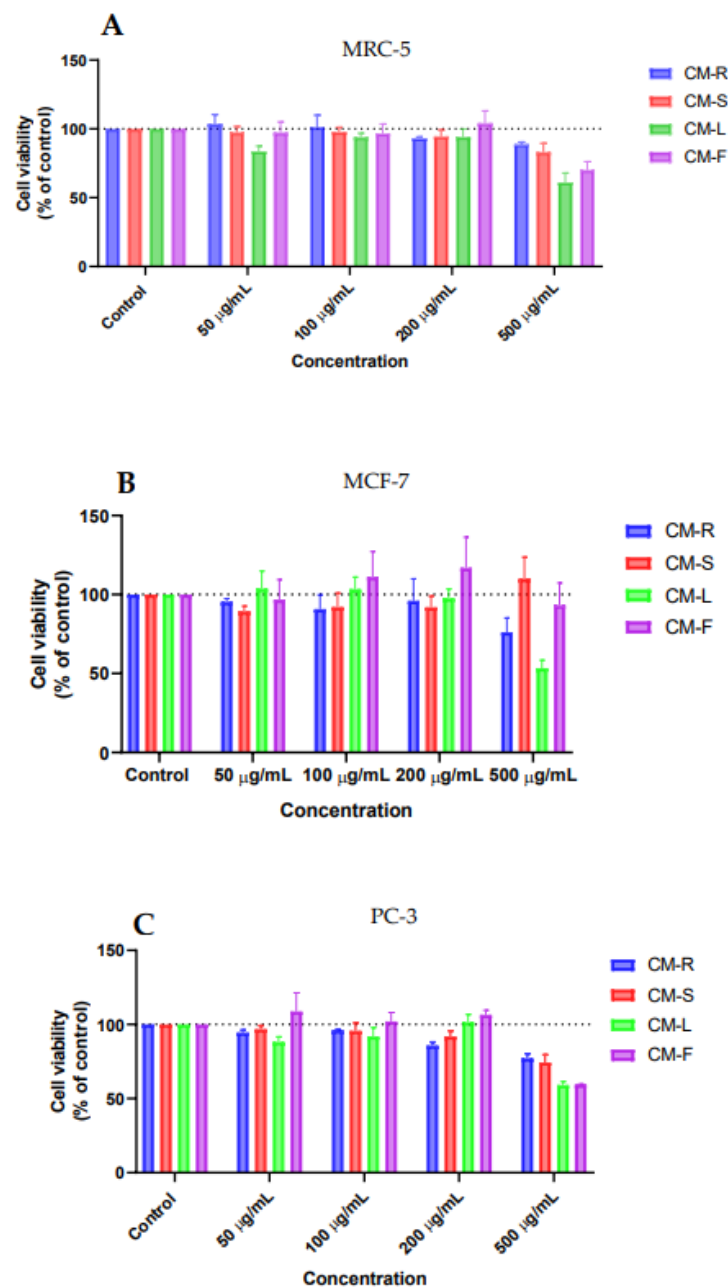 A
MRC-5
150
100
50
0
Cell viability
(% of control)
Control
50 μg/mL
100 μg/mL
200 μg/mL
500 μg/mL
Concentration
CM-R
CM-S
CM-L
CM-F
B
MCF-7
150
100
50
0
Cell viability
(% of control)
Control
50 μg/mL
100 μg/mL
200 μg/mL
500 μg/mL
Concentration
CM-R
CM-S
CM-L
CM-F
C
PC-3
150
100
50
0
Cell viability
(% of control)
Control
50 μg/mL
100 μg/mL
200 μg/mL
500 μg/mL
Concentration
CM-R
CM-S
CM-L
CM-F